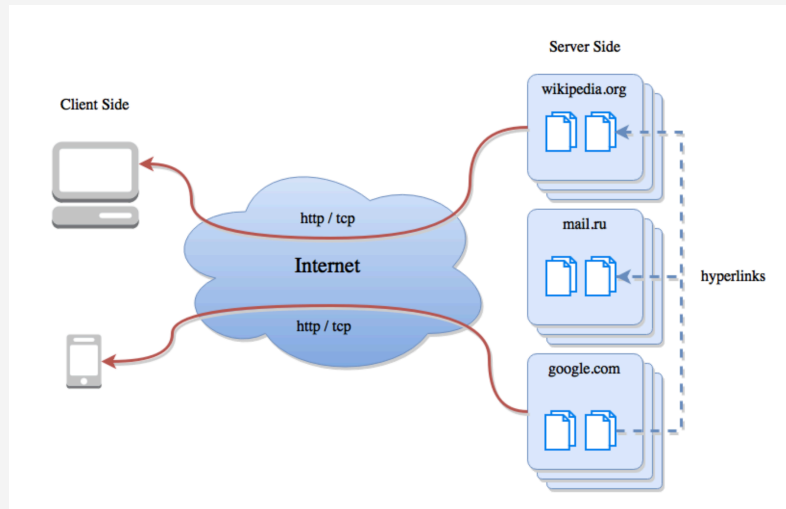 Server Side
wikipedia.org
Client Side
http / tcp
mail.ru
Internet
hyperlinks
http / tcp
google.com